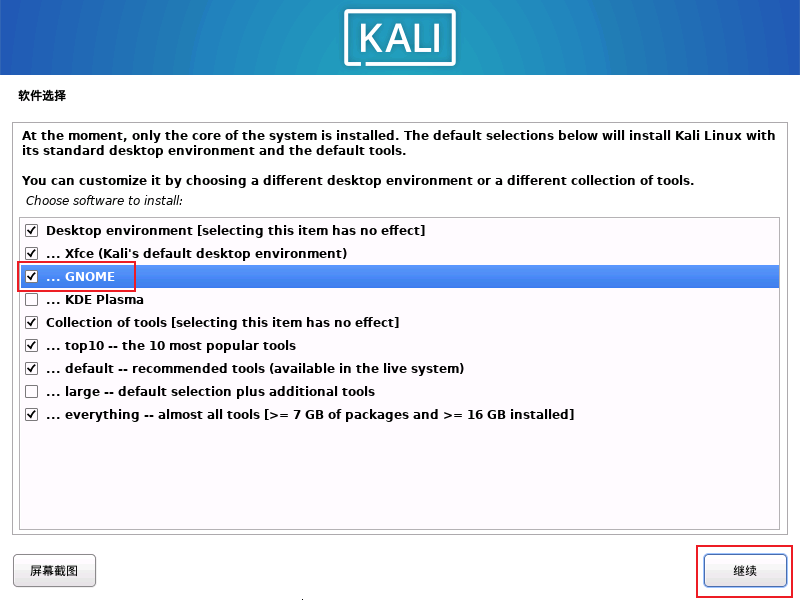 KALI
软件选择
At the moment, only the core of the system is installed. The default selections below will install Kali Linux with
its standard desktop environment and the default tools.
You can customize it by choosing a different desktop environment or a different collection of tools.
Choose software to install:
Desktop environment [selecting this item has no effect]
... Xfce (Kali's default desktop environment)
... GNOME
... KDE Plasma
Collection of tools [selecting this item has no effect]
... top10 -- the 10 most popular tools
... default -- recommended tools (available in the live system)
... large -- default selection plus additional tools
... everything -- almost all tools [>= 7 GB of packages and >= 16 GB installed]
屏幕截图
继续